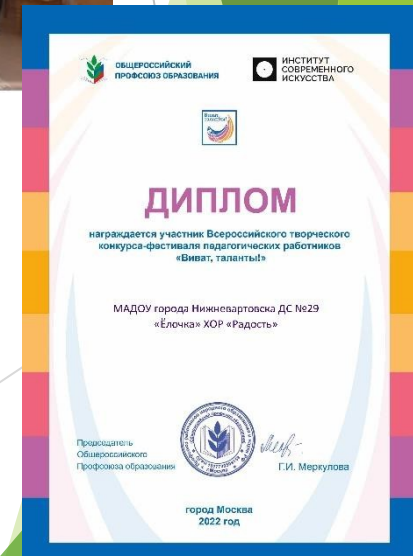 ОБЩЕРОССИЙСКИЙ
ПРОФСОЮЗ ОБРАЗОВАНИЯ
ИНСТИТУТ
СОВРЕМЕННОГО
ИСКУССТВА
ДИПЛОМ
награждается участник Всероссийского творческого
конкурса-фестиваля педагогических работников
«Виват, таланты!»
МАДОУ города Нижневартовска ДС №29
«Ёлочка» ХОР «Радость»
Председатель
Общероссийского
Профсоюза образования
Г.И. Меркулова
город Москва
2022 год